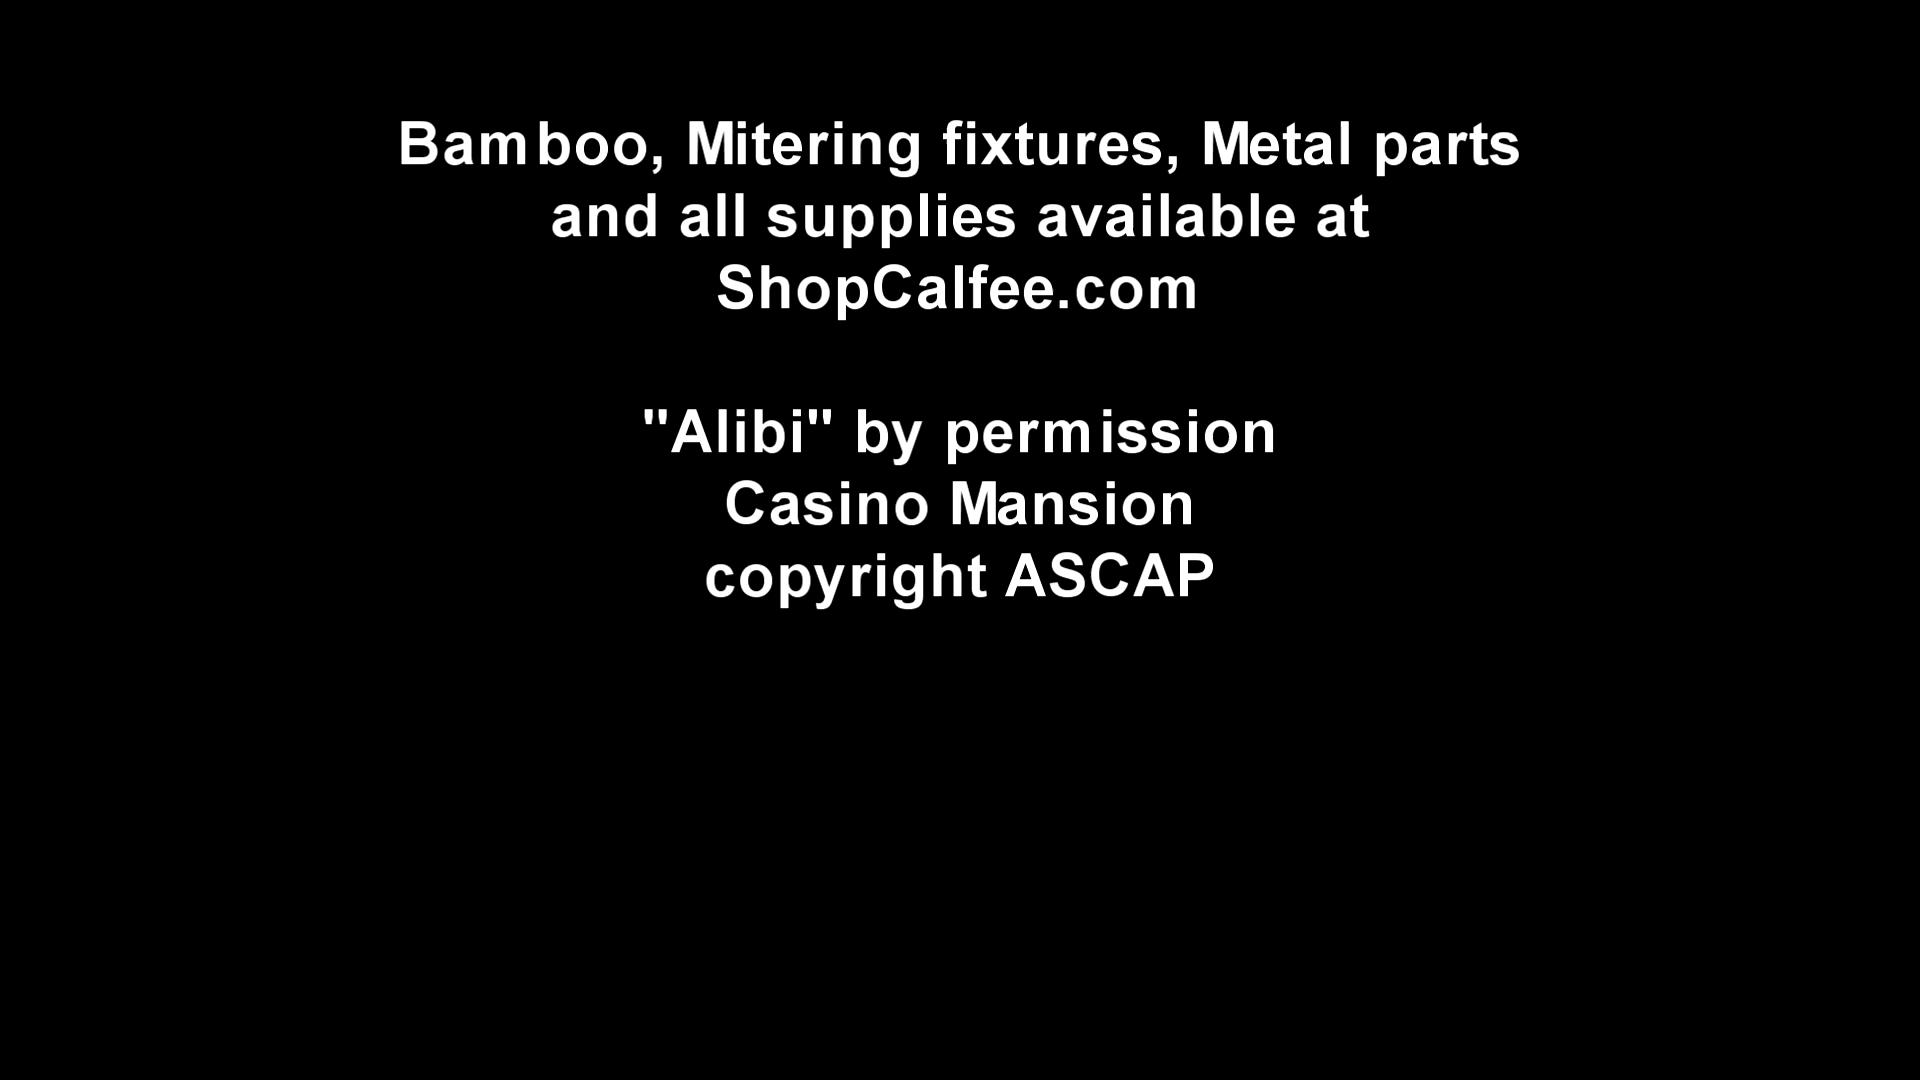 Bamboo, Mitering fixtures, Metal parts
and all supplies available at
ShopCalfee.com
"Alibi" by permission
Casino Mansion
copyright ASCAP